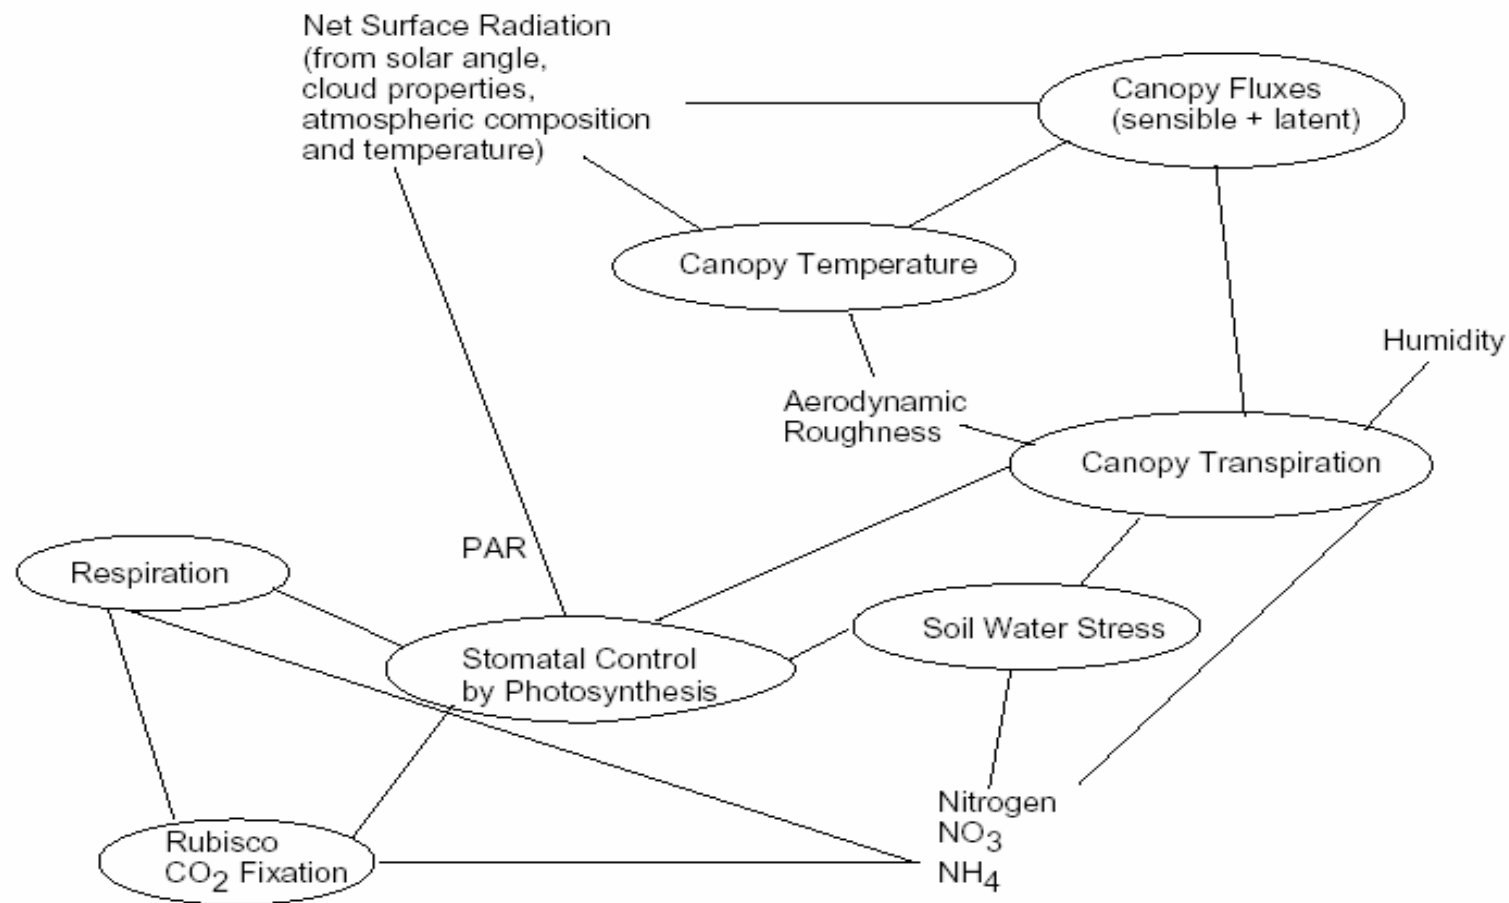 Net Surface Radiation
(from solar angle,
cloud properties,
atmospheric composition
and temperature)
Canopy Fluxes
(sensible + latent)
Canopy Temperature
Humidity
Aerodynamic
Roughness
Canopy Transpiration
PAR
Respiration
Soil Water Stress
Stomatal Control
by Photosynthesis
Nitrogen
NO3
NH4
Rubisco
CO2 Fixation